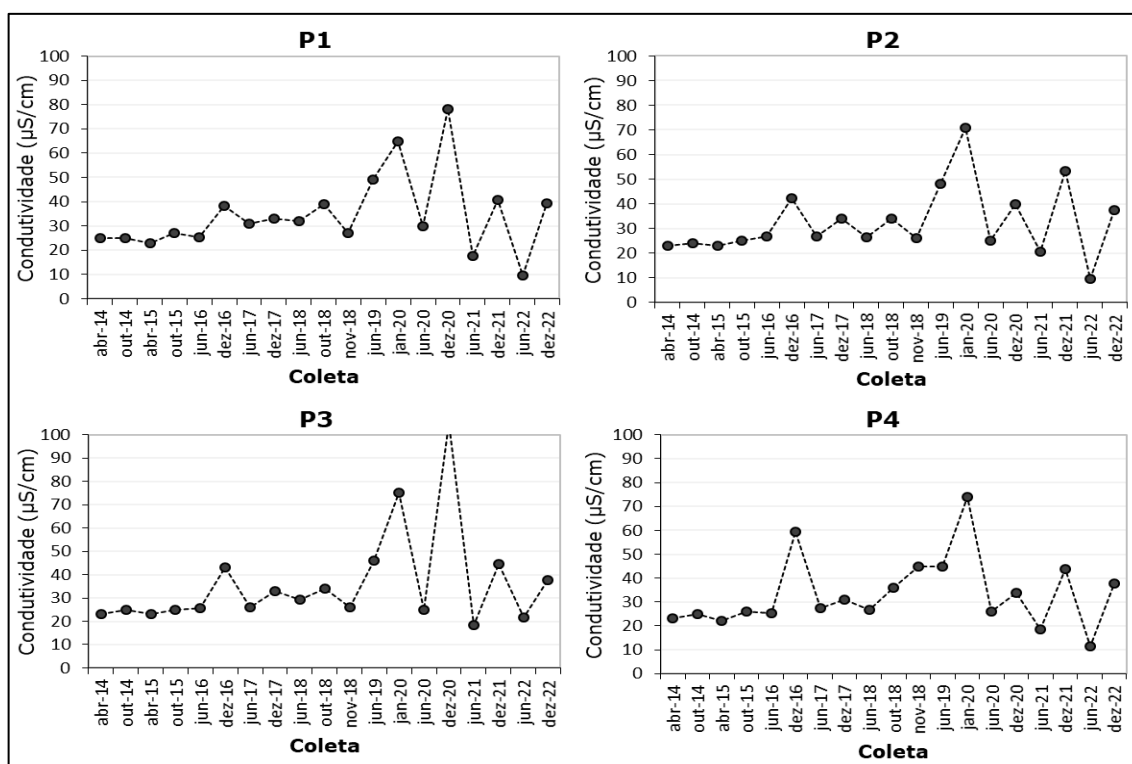 P1
Condutividade (µS/cm)
100
90
80
70
60
50
40
30
20
10
0
abr-14
out-14
abr-15
out-15
jun-16
dez-16
jun-17
dez-17
jun-18
out-18
nov-18
jun-19
jan-20
jun-20
dez-20
jun-21
dez-21
jun-22
dez-22
Coleta
P2
Condutividade (µS/cm)
100
90
80
70
60
50
40
30
20
10
0
abr-14
out-14
abr-15
out-15
jun-16
dez-16
jun-17
dez-17
jun-18
out-18
nov-18
jun-19
jan-20
jun-20
dez-20
jun-21
dez-21
jun-22
dez-22
Coleta
P3
Condutividade (µS/cm)
100
90
80
70
60
50
40
30
20
10
0
abr-14
out-14
abr-15
out-15
jun-16
dez-16
jun-17
dez-17
jun-18
out-18
nov-18
jun-19
jan-20
jun-20
dez-20
jun-21
dez-21
jun-22
dez-22
Coleta
P4
Condutividade (µS/cm)
100
90
80
70
60
50
40
30
20
10
0
abr-14
out-14
abr-15
out-15
jun-16
dez-16
jun-17
dez-17
jun-18
out-18
nov-18
jun-19
jan-20
jun-20
dez-20
jun-21
dez-21
jun-22
dez-22
Coleta